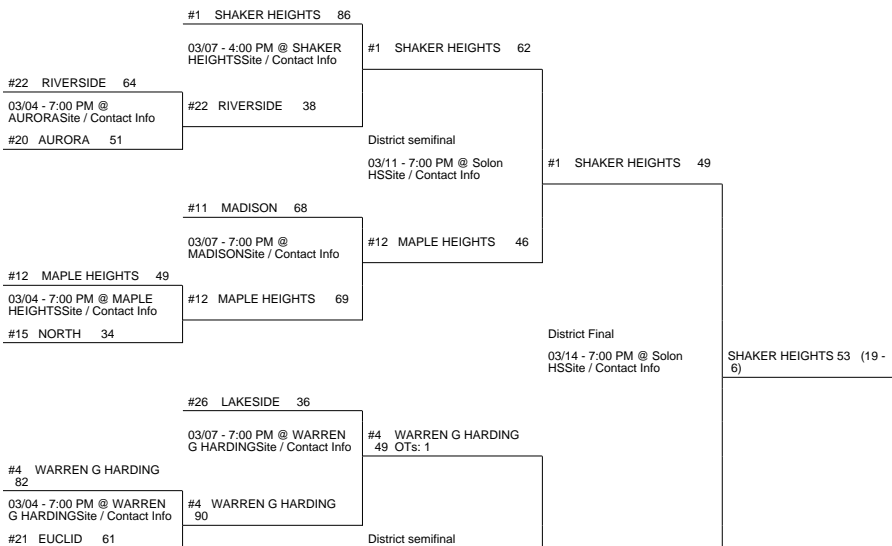 #1 SHAKER HEIGHTS 86
03/07 - 4:00 PM @ SHAKER
HEIGHTSSite / Contact Info
#1 SHAKER HEIGHTS 62
#22 RIVERSIDE 64
03/04 - 7:00 PM @
AURORASite / Contact Info
#22 RIVERSIDE 38
#20 AURORA 51
District semifinal
03/11 - 7:00 PM @ Solon
HSSite / Contact Info
#1 SHAKER HEIGHTS 49
#11 MADISON 68
03/07 - 7:00 PM @
MADISONSite / Contact Info
#12 MAPLE HEIGHTS 46
#12 MAPLE HEIGHTS 49
03/04 - 7:00 PM @ MAPLE
HEIGHTSSite / Contact Info
#12 MAPLE HEIGHTS 69
#15 NORTH 34
District Final
03/14 - 7:00 PM @ Solon
HSSite / Contact Info
SHAKER HEIGHTS 53 (19 -
6)
#26 LAKESIDE 36
03/07 - 7:00 PM @ WARREN
G HARDINGSite / Contact Info
#4 WARREN G HARDING
49 OTs: 1
#4 WARREN G HARDING
82
03/04 - 7:00 PM @ WARREN
G HARDINGSite / Contact Info
#4 WARREN G HARDING
90
#21 EUCLID 61
District semifinal